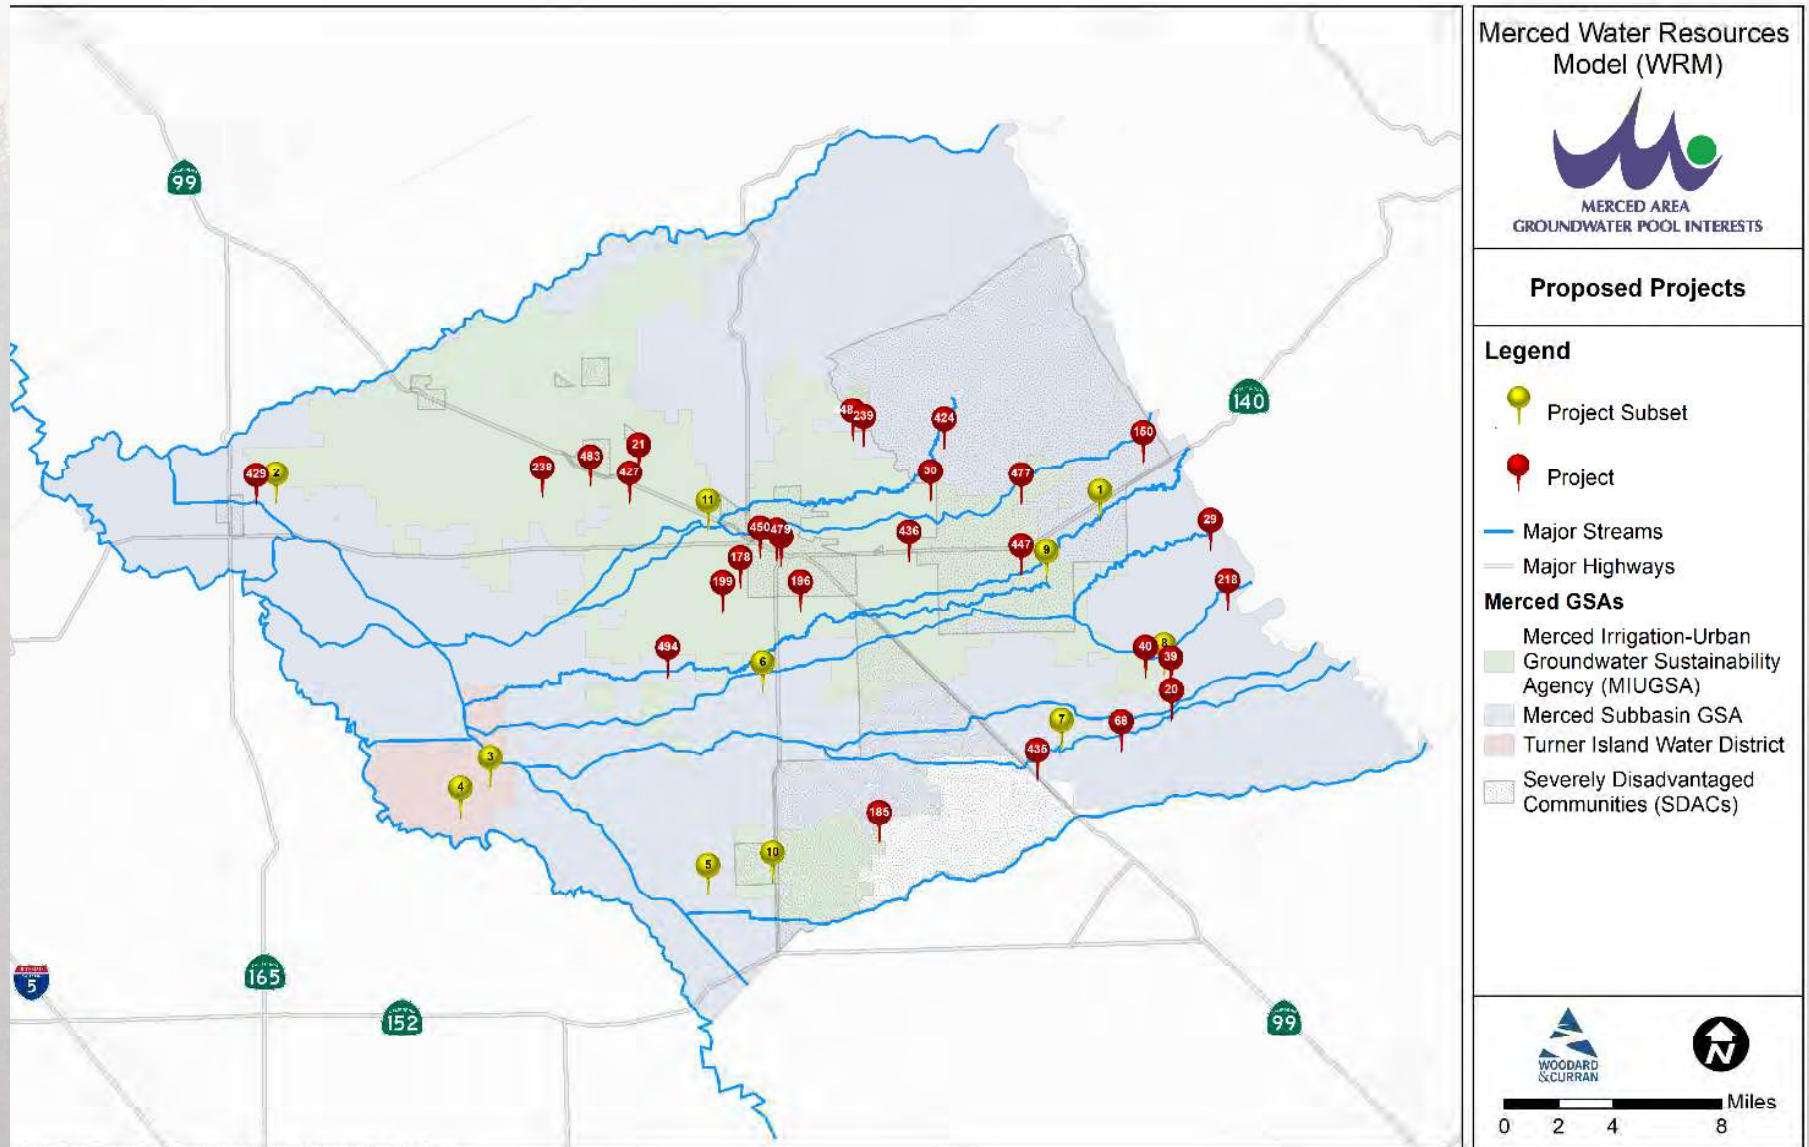 99
140
48
239
424
150
21
483
427
238
429
2
30
477
1
11
29
450
479
436
447
9
178
199
196
218
494
6
40
8
39
20
7
68
435
3
4
185
5
10
5
165
152
99
Merced Water Resources
Model (WRM)
MERCED AREA
GROUNDWATER POOL INTERESTS
Proposed Projects
Legend
Project Subset
Project
Major Streams
Major Highways
Merced GSAs
Merced Irrigation-Urban
Groundwater Sustainability
Agency (MIUGSA)
Merced Subbasin GSA
Turner Island Water District
Severely Disadvantaged
Communities (SDACs)
WOODARD
&CURRAN
N
Miles
0 2 4 8